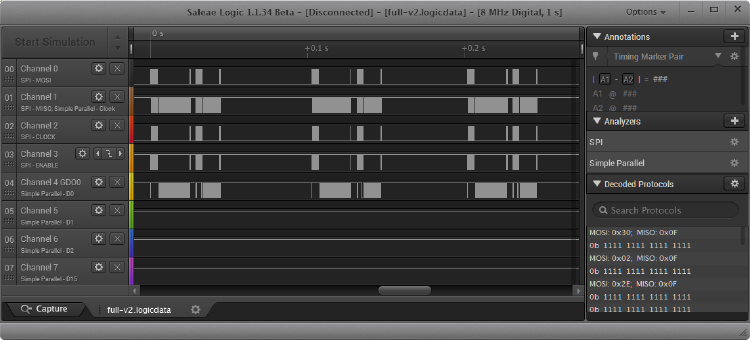 Saleae Logic 1.1.34 Beta - [Disconnected] - [full-v2.logicdata] - [8 MHz Digital, 1 s]
Options
Start Simulation
0 s
+0.1 s
+0.2 s
00 Channel 0
SPI - MOSI
01 Channel 1
SPI - MISO, Simple Parallel - Clock
02 Channel 2
SPI - CLOCK
03 Channel 3
SPI - ENABLE
04 Channel 4 GDO0
Simple Parallel - D0
05 Channel 5
Simple Parallel - D1
06 Channel 6
Simple Parallel - D2
07 Channel 7
Simple Parallel - D15
Capture
full-v2.logicdata
Annotations
Timing Marker Pair
| A1 - A2 | = ###
A1 @ ###
A2 @ ###
Analyzers
SPI
Simple Parallel
Decoded Protocols
Search Protocols
MOSI: 0x30; MISO: 0x0F
0b 1111 1111 1111 1111
MOSI: 0x02; MISO: 0x0F
0b 1111 1111 1111 1111
MOSI: 0x2E; MISO: 0x0F
0b 1111 1111 1111 1111
0b 1111 1111 1111 1111